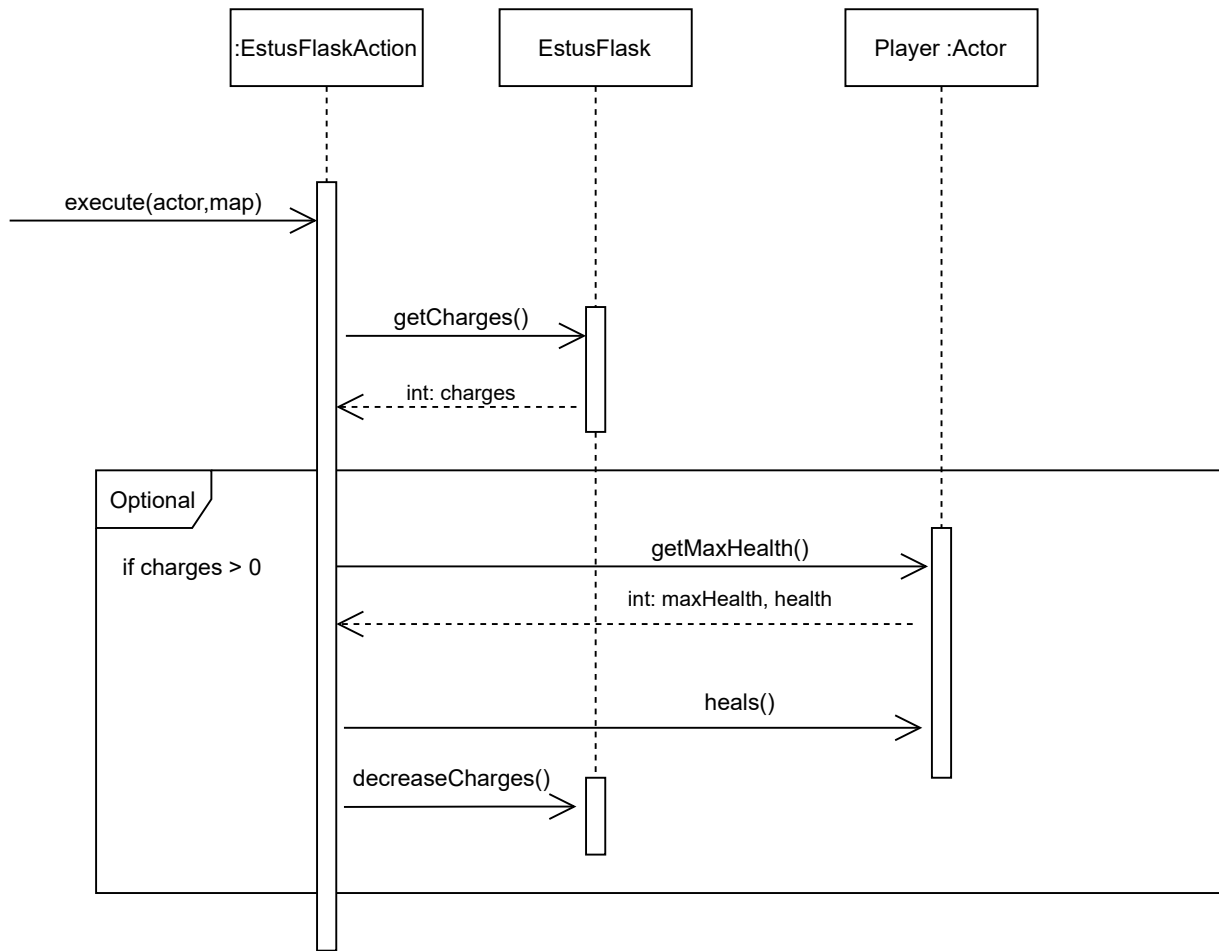 :EstusFlaskAction
EstusFlask
Player :Actor
execute(actor,map)
getCharges()
int: charges
Optional
if charges > 0
getMaxHealth()
int: maxHealth, health
heals()
decreaseCharges()